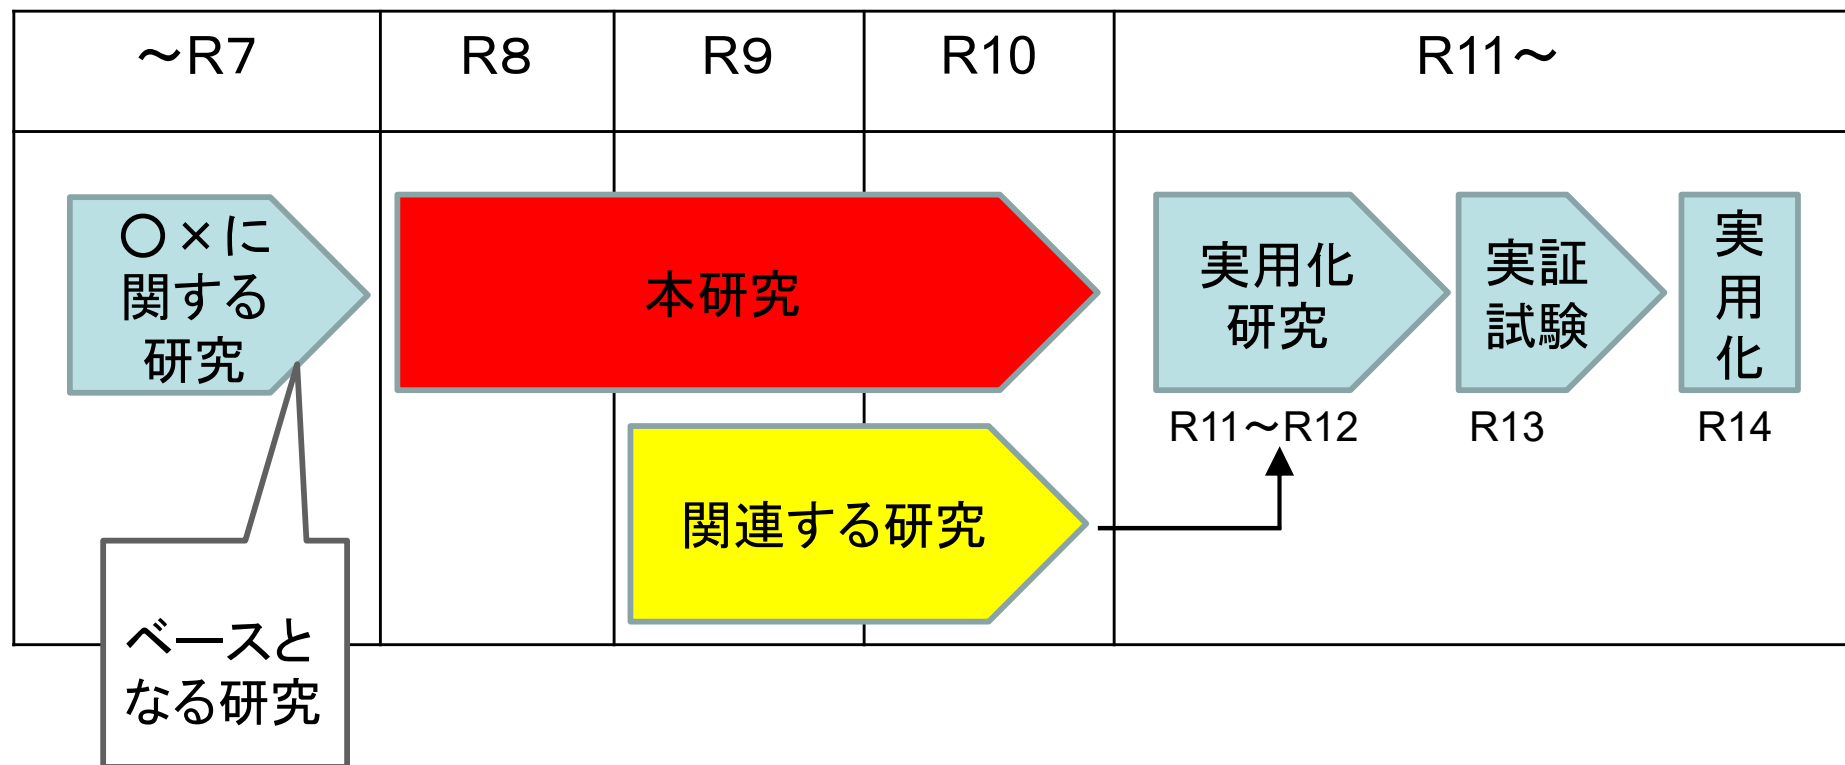 ～R7
R8
R9
R10
R11～
〇×に
関する
研究
本研究
実用化
研究
実証
試験
実
用
化
R11～R12
R13
R14
関連する研究
ベースと
なる研究